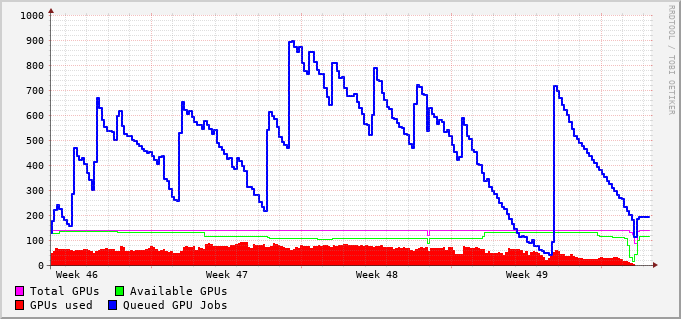 1000
900
800
700
600
500
400
300
200
100
0
Week 46 Week 47 Week 48 Week 49
Total GPUs Available GPUs
GPUs used Queued GPU Jobs
RRDTOOL / TOBI OETIKER